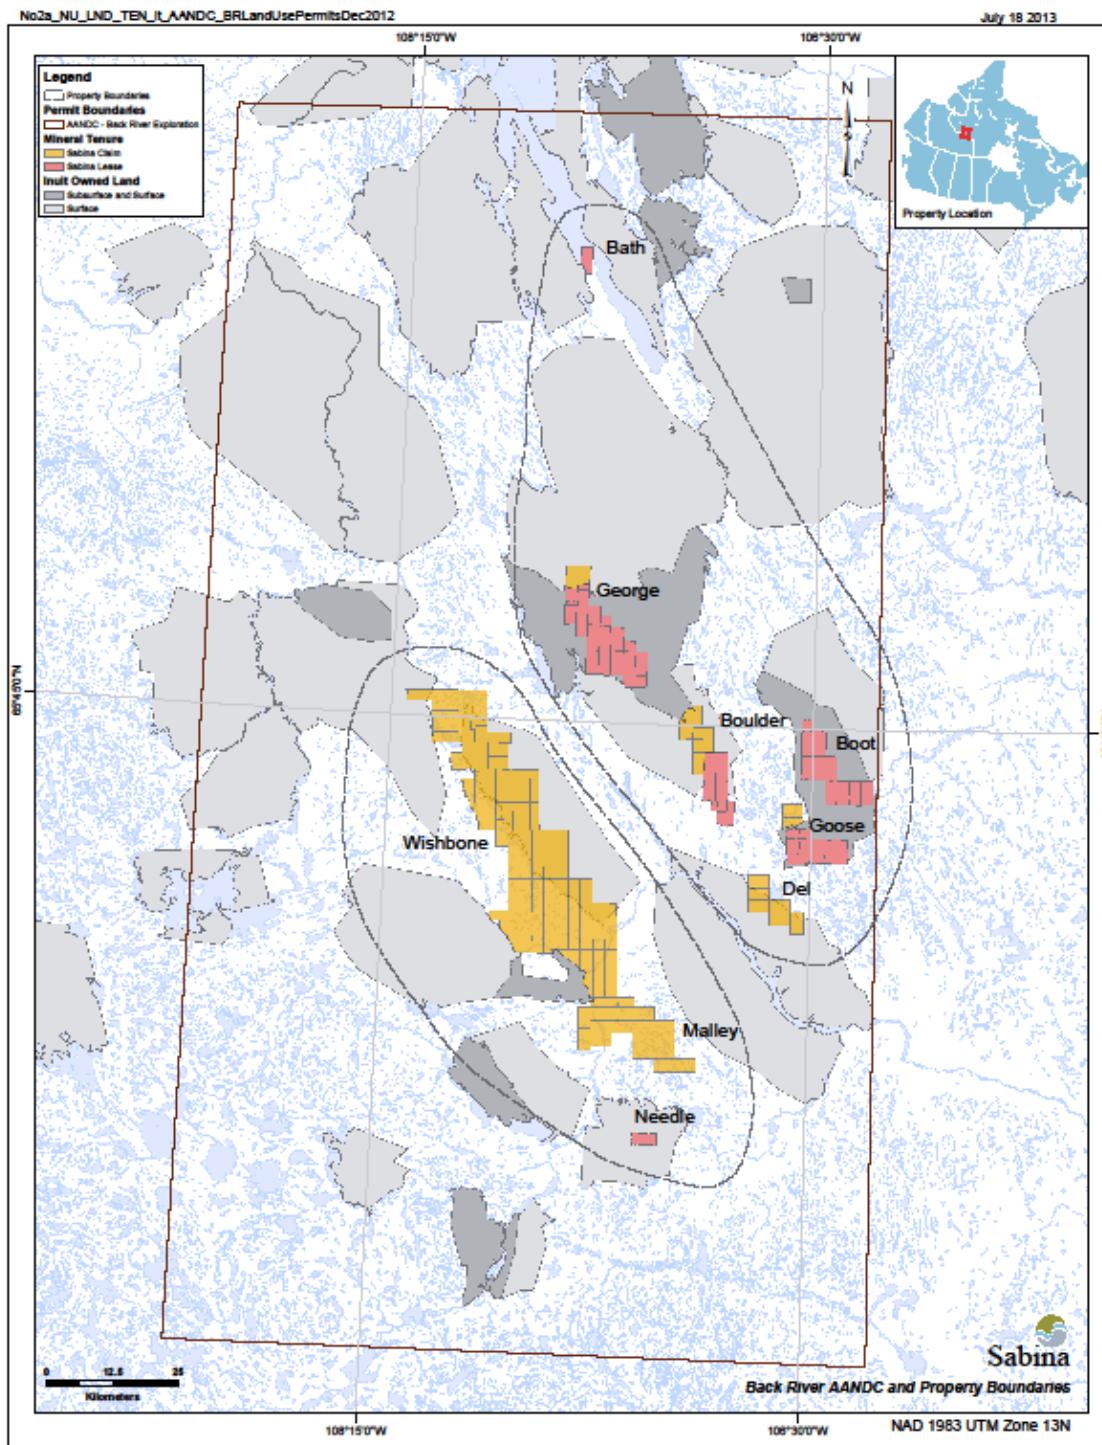 No2a_NU_LND_TEN_lt_AANDC_BRLandUsePermitsDec2012
July 18 2013
108°15'0"W
106°30'0"W
Legend
Property Boundaries
Permit Boundaries
AANDC - Back River Exploration
Mineral Tenure
Sabina Claim
Sabina Lease
Inuit Owned Land
Subsurface and Surface
Surface
N
Property Location
Bath
George
65°45'0"N
Boulder
Boot
Wishbone
Goose
Del
Malley
Needle
Sabina
0 12.5 25
Kilometers
Back River AANDC and Property Boundaries
108°15'0"W
106°30'0"W
NAD 1983 UTM Zone 13N